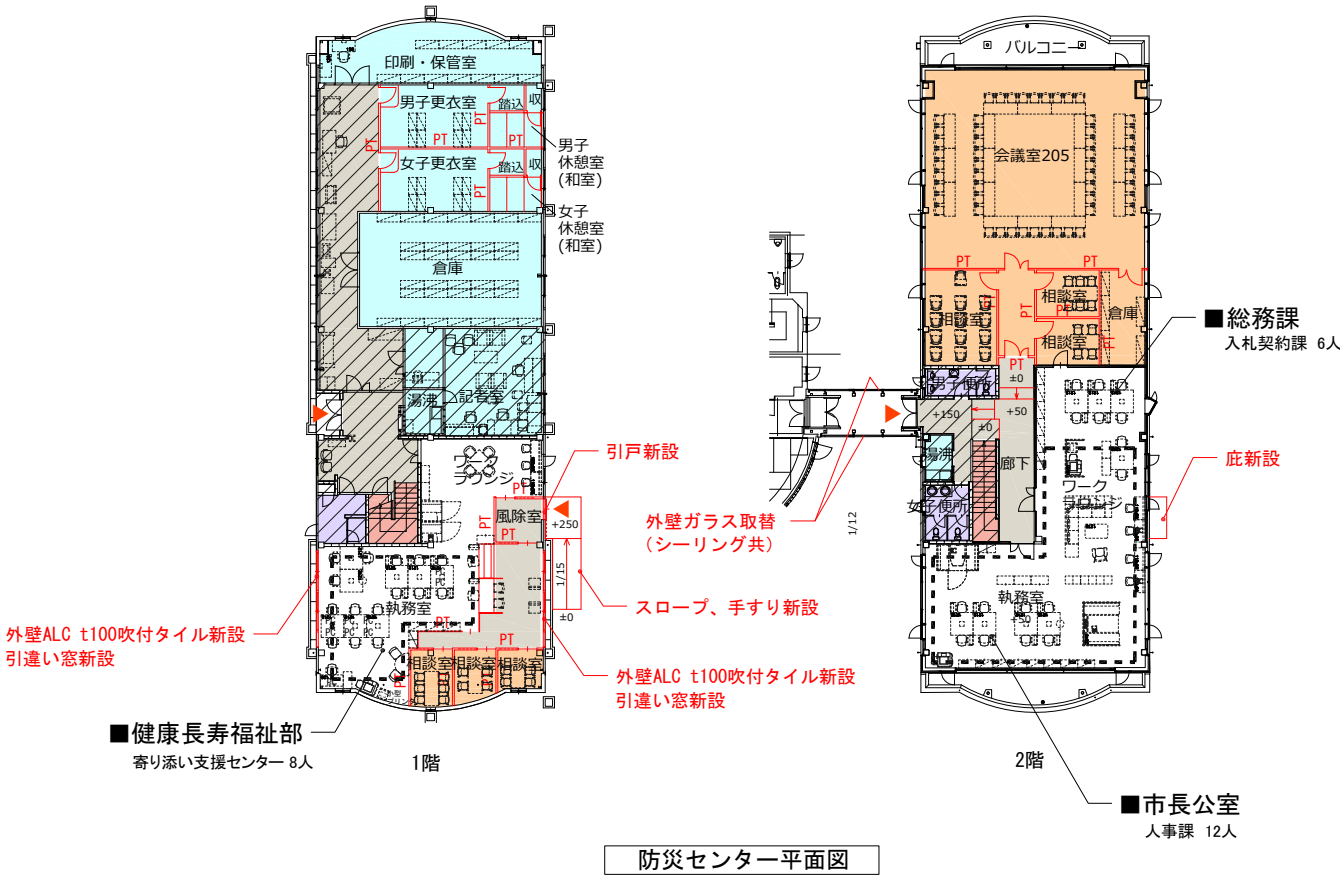 バルコニー
印刷・保管室
男子更衣室
踏込
収
PT
PT
PT
PT
男子
休憩室
(和室)
女子更衣室
踏込
収
PT
女子
休憩室
(和室)
倉庫
湯沸
記者室
ワーク
ラウンジ
引戸新設
PT
風除室
PT
PT
+250
1/15
±0
スロープ、手すり新設
執務室
PC
PC
PC
PT
PT
PT
相談室
相談室
相談室
外壁ALC t100吹付タイル新設
引違い窓新設
外壁ALC t100吹付タイル新設
引違い窓新設
■健康長寿福祉部
寄り添い支援センター 8人
1階
会議室205
PT
PT
PT
相談室
相談室
PT
相談室
倉庫
PT
PT
±0
■総務課
入札契約課 6人
男子便所
+150
+50
±0
湯沸
廊下
女子便所
ワーク
ラウンジ
庇新設
外壁ガラス取替
(シーリング共)
1/12
執務室
+50
2階
■市長公室
人事課 12人
防災センター平面図